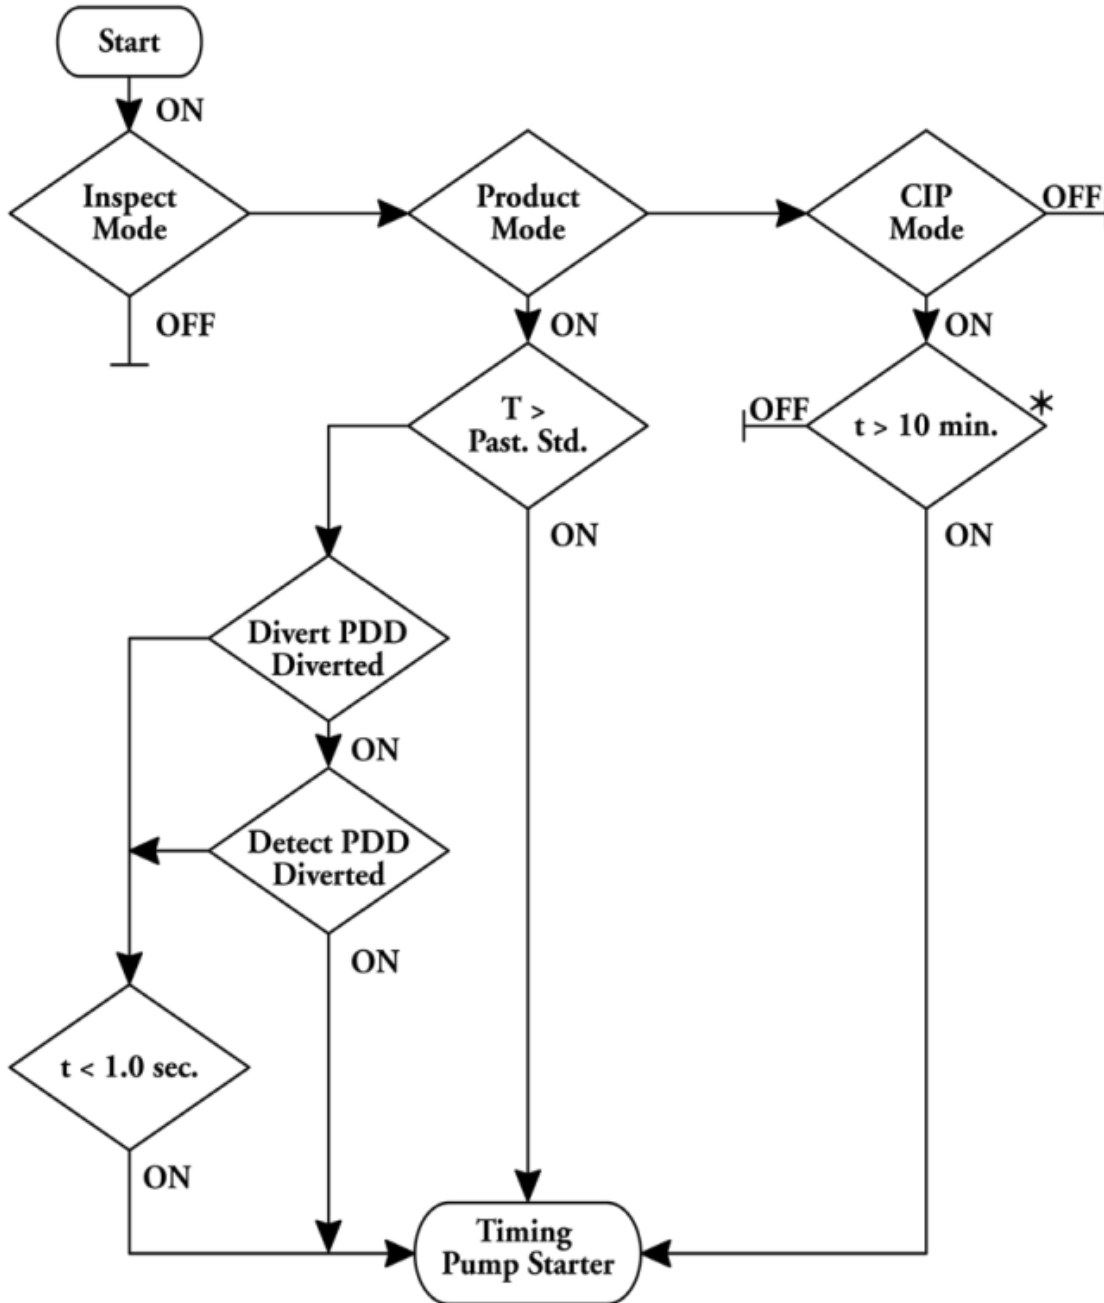 Start
ON
Inspect
Mode
OFF
Product
Mode
ON
CIP
Mode
OFF
ON
T >
Past. Std.
ON
OFF
t > 10 min.
*
ON
Divert PDD
Diverted
ON
Detect PDD
Diverted
ON
t < 1.0 sec.
ON
Timing
Pump Starter